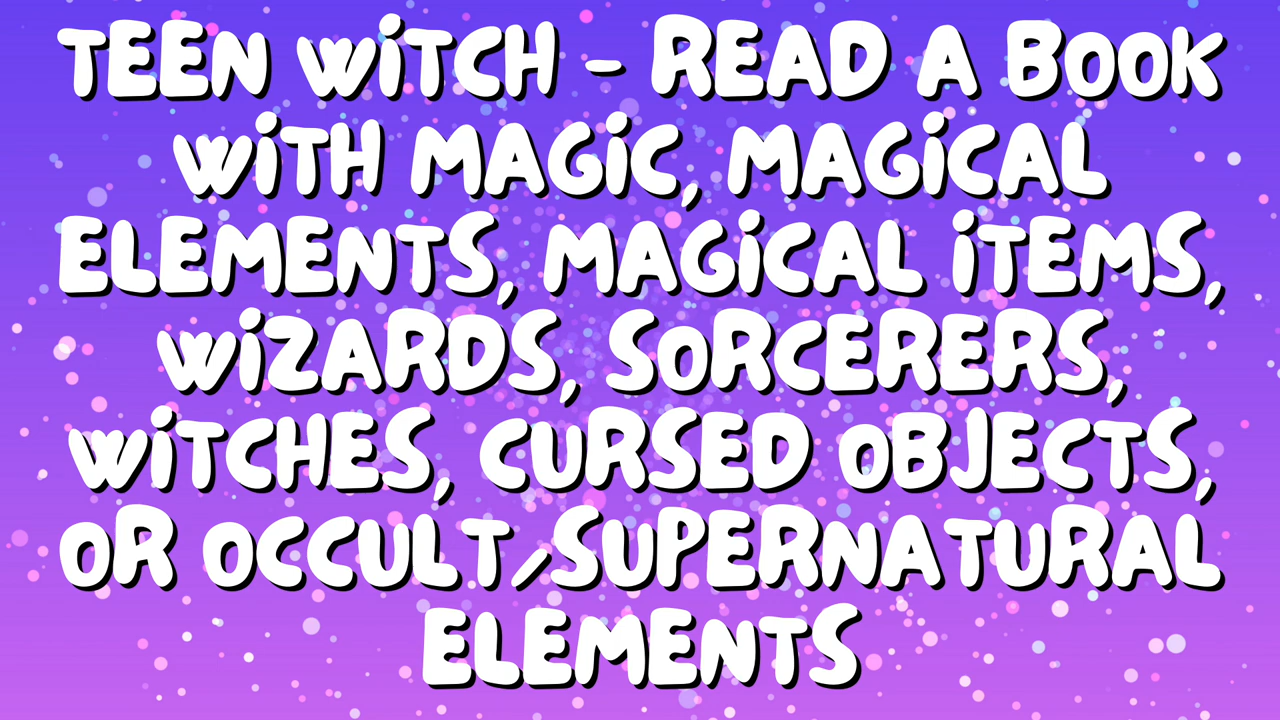 TEEN WITCH - READ A BOOK
WITH MAGIC, MAGICAL
ELEMENTS, MAGICAL ITEMS,
WIZARDS, SORCERERS,
WITCHES, CURSED OBJECTS,
OR OCCULT/SUPERNATURAL
ELEMENTS